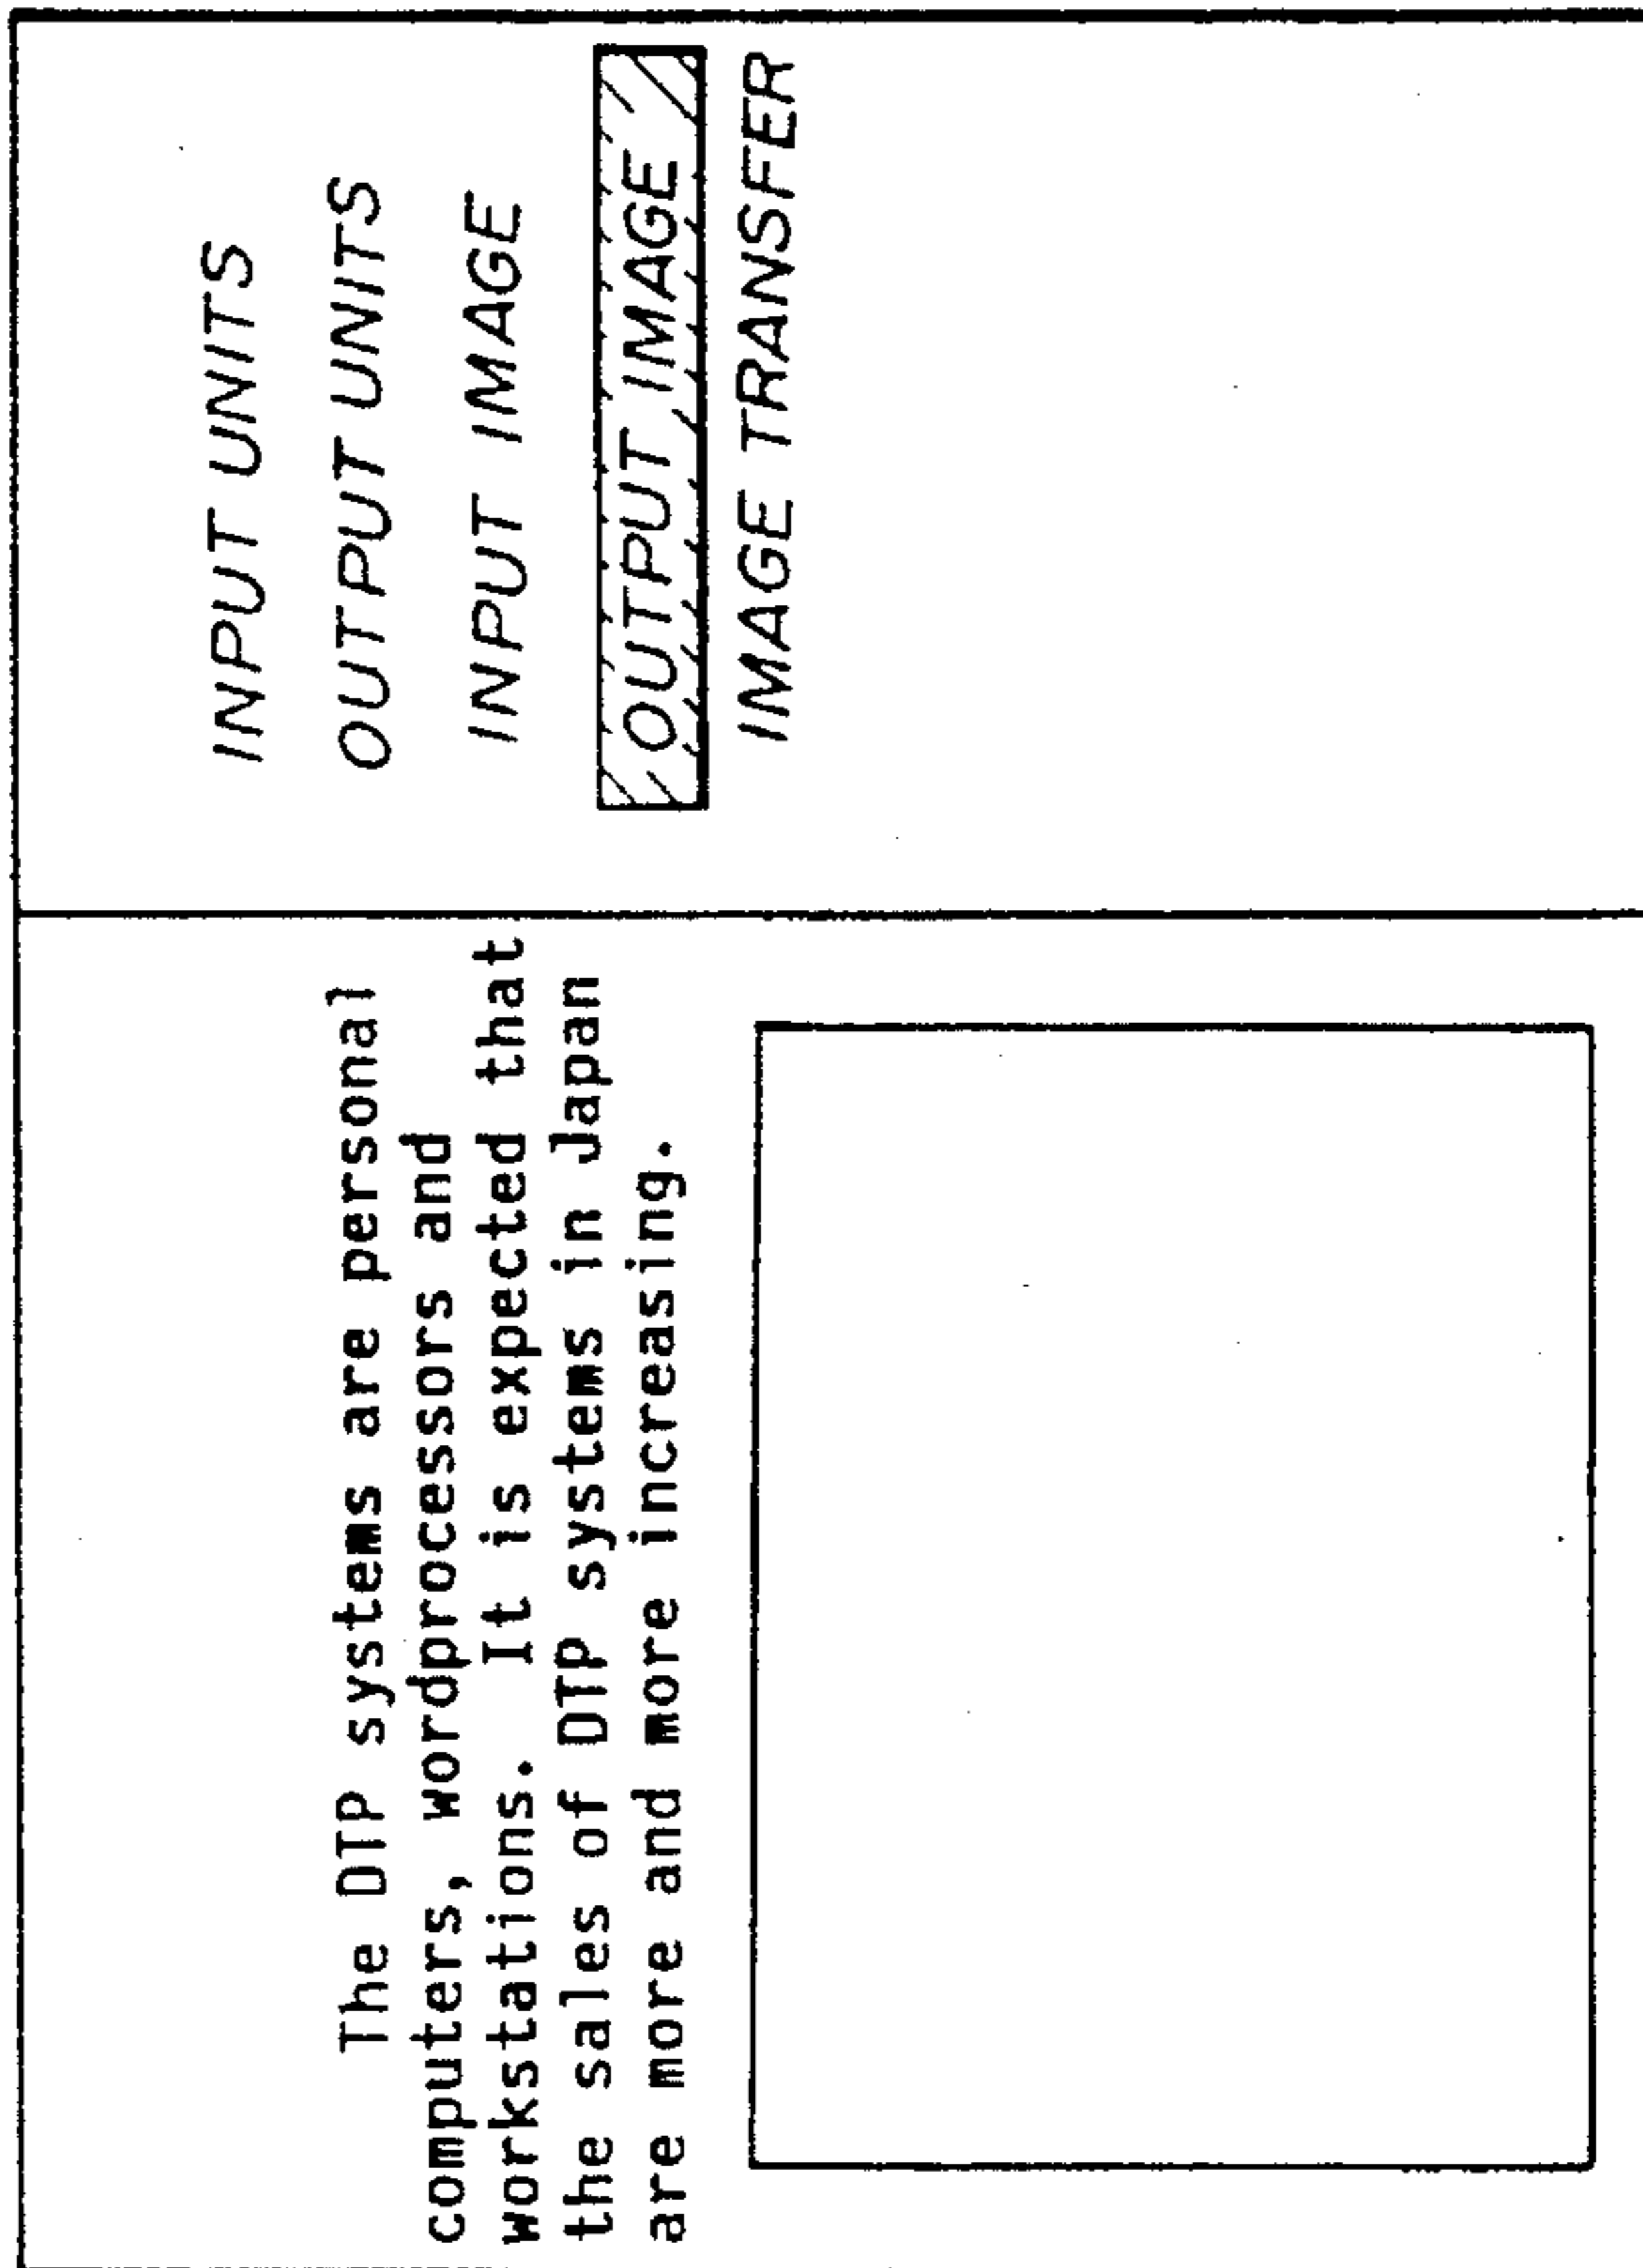 The DTP systems are personal
computers, wordprocessors and
workstations. It is expected that
the sales of DTP systems in Japan
are more and more increasing.
INPUT UNITS
OUTPUT UNITS
INPUT IMAGE
OUTPUT IMAGE
IMAGE TRANSFER